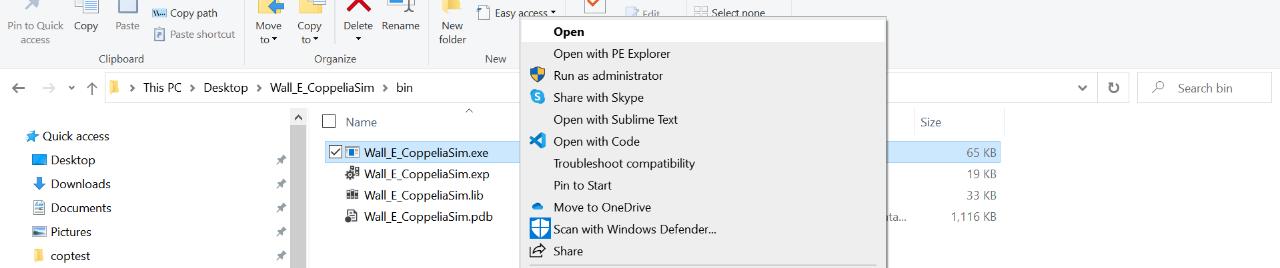 Pin to Quick access
Copy
Paste
Copy path
Paste shortcut
Clipboard
Move to
Copy to
Delete
Rename
Organize
New folder
Easy access
New
Edit
Select none
This PC > Desktop > Wall_E_CoppeliaSim > bin
Search bin
Quick access
Desktop
Downloads
Documents
Pictures
coptest
Name
Size
Wall_E_CoppeliaSim.exe
65 KB
Wall_E_CoppeliaSim.exp
19 KB
Wall_E_CoppeliaSim.lib
33 KB
Wall_E_CoppeliaSim.pdb
ata...
1,116 KB
Open
Open with PE Explorer
Run as administrator
Share with Skype
Open with Sublime Text
Open with Code
Troubleshoot compatibility
Pin to Start
Move to OneDrive
Scan with Windows Defender...
Share